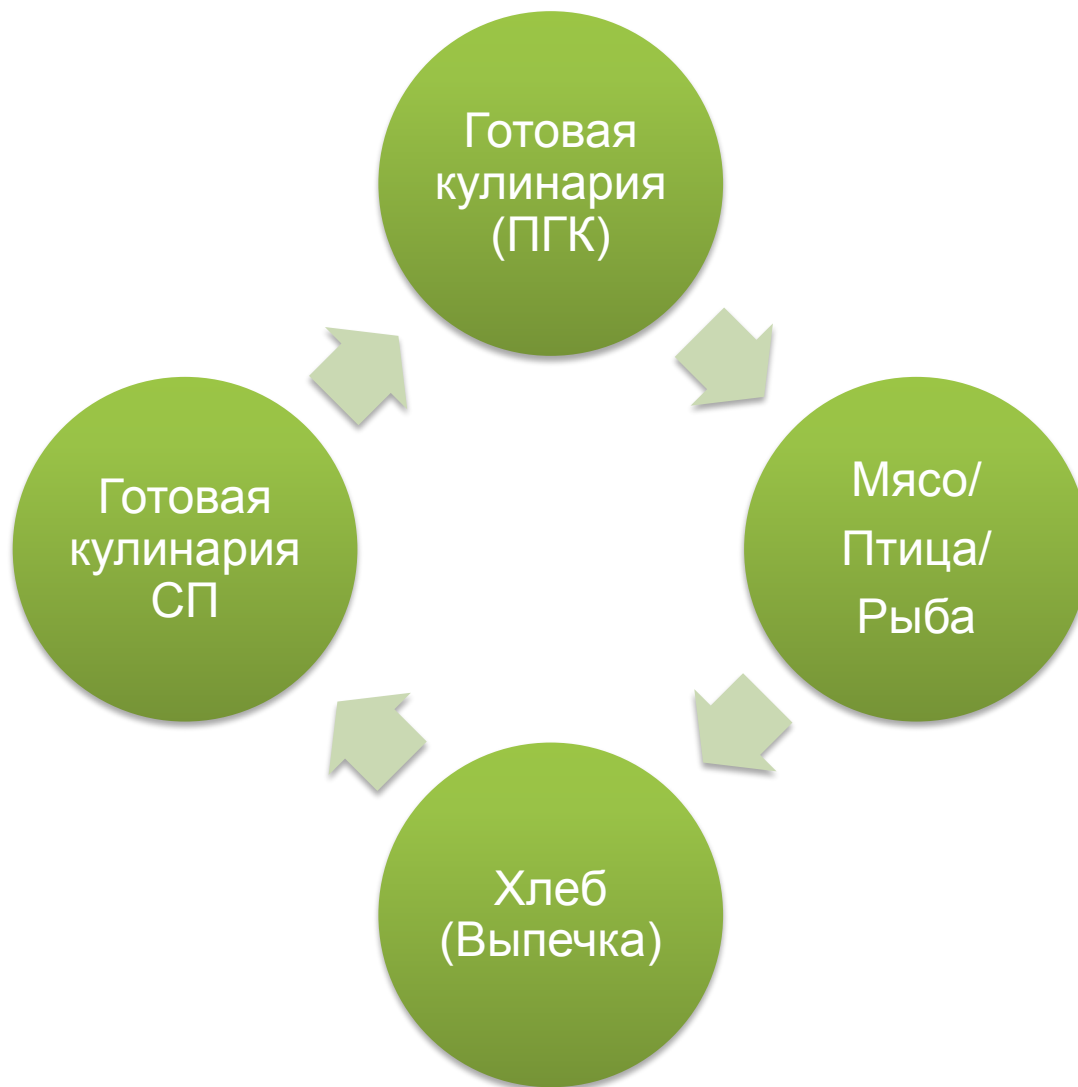 Готовая
кулинария
(ПГК)
Мясо/
Птица/
Рыба
Хлеб
(Выпечка)
Готовая
кулинария
СП